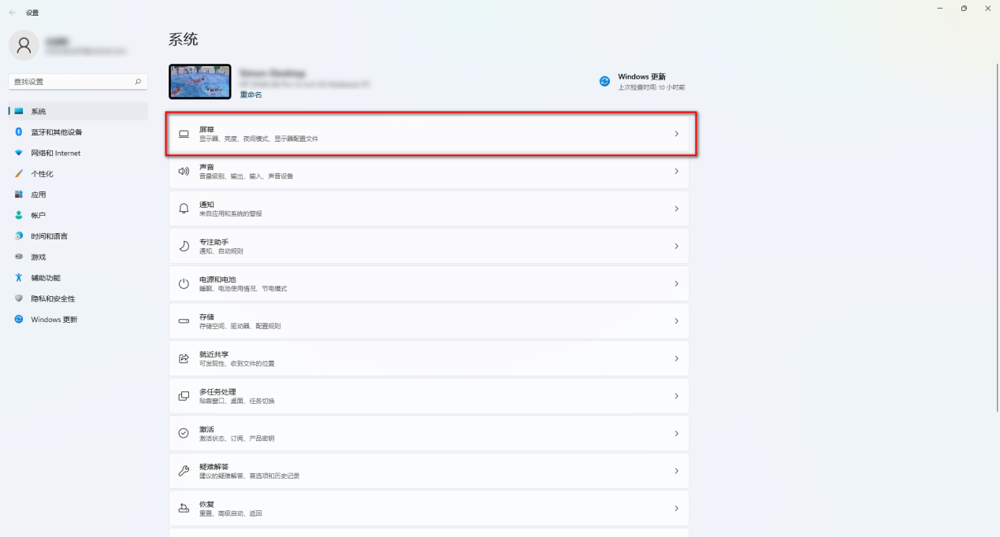 设置
系统
重命名
Windows 更新
上次检查时间: 10 小时前
查找设置
系统
蓝牙和其他设备
网络和 Internet
个性化
应用
帐户
时间和语言
游戏
辅助功能
隐私和安全性
Windows 更新
屏幕
显示器、亮度、夜间模式、显示器配置文件
声音
音量级别、输出、输入、声音设备
通知
来自应用和系统的警报
专注助手
通知、自动规则
电源和电池
睡眠、电池使用情况、节电模式
存储
存储空间、驱动器、配置规则
就近共享
可发现性、收到文件的位置
多任务处理
贴靠窗口、桌面、任务切换
激活
激活状态、订阅、产品密钥
疑难解答
建议的疑难解答、首选项和历史记录
恢复
重置、高级启动、返回